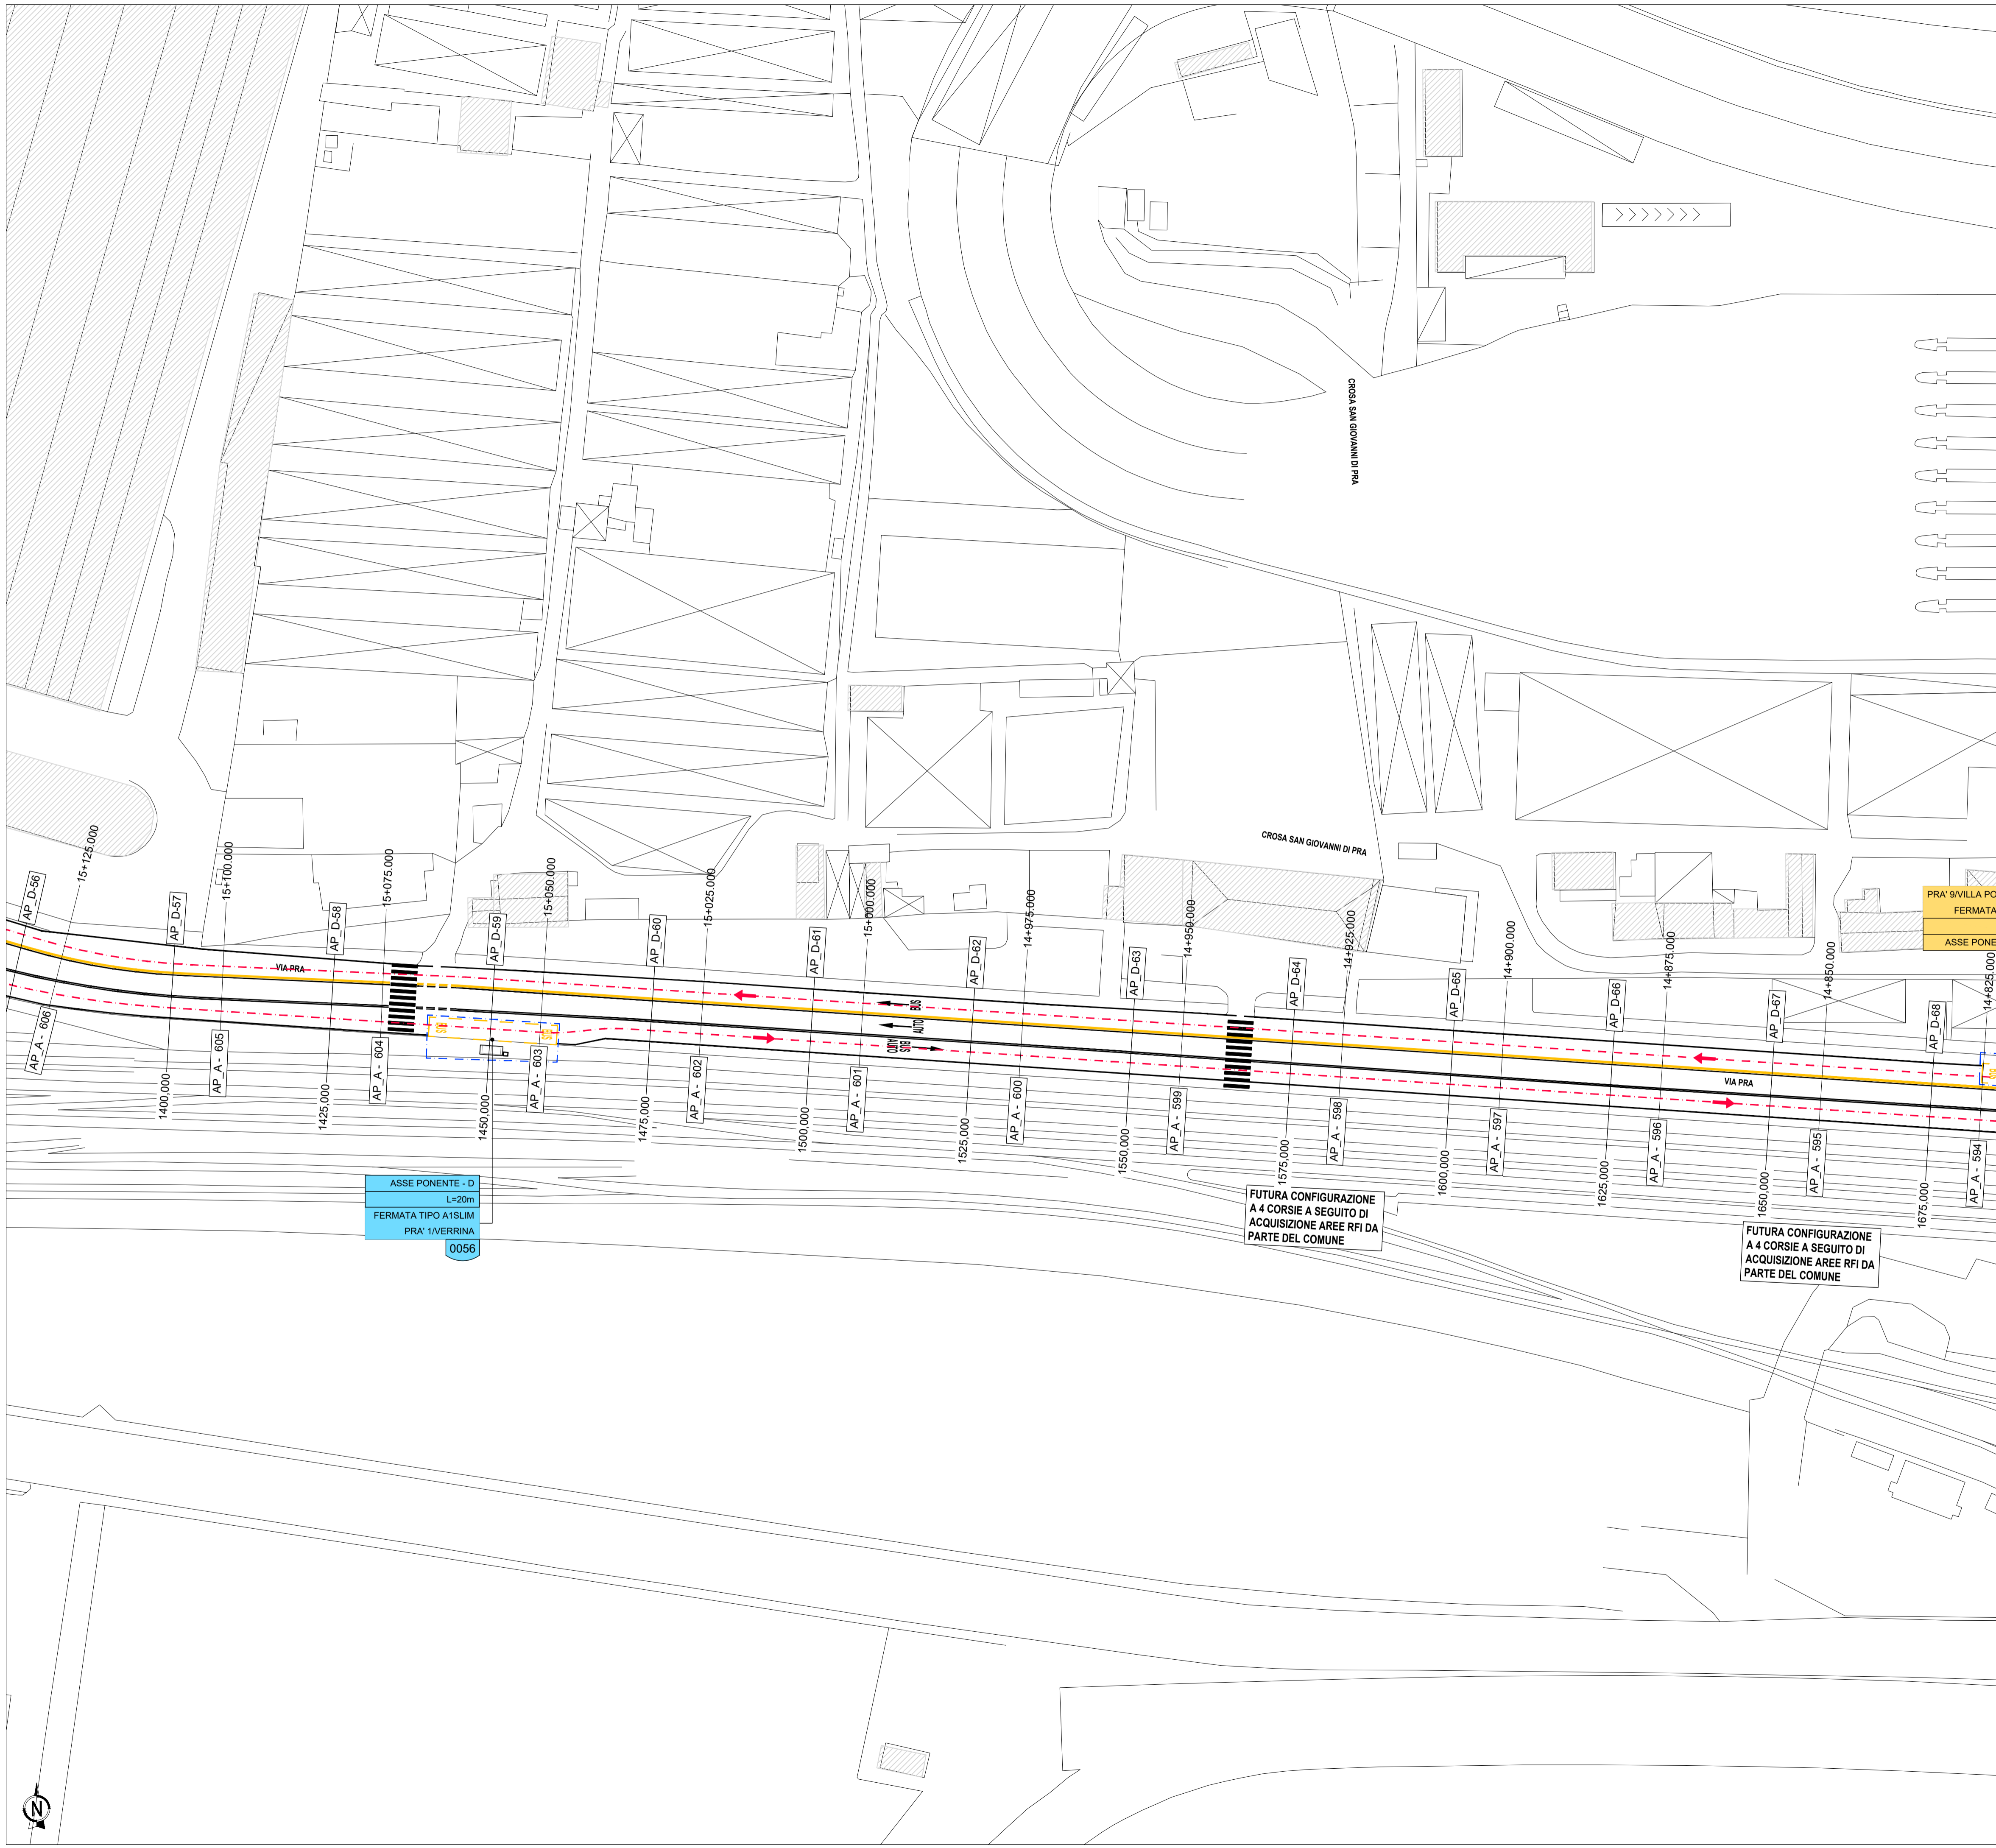 CROSA SAN GIOVANNI DI PRA
CROSA SAN GIOVANNI DI PRA
PRA' 9/VILLA PO
FERMATA
ASSE PONE
AP_D-56
15+125.000
AP_D-57
15+100.000
AP_D-58
15+075.000
AP_D-59
15+050.000
AP_D-60
15+025.000
AP_D-61
15+000.000
AP_D-62
14+975.000
AP_D-63
14+950.000
AP_D-64
14+925.000
AP_D-65
14+900.000
AP_D-66
14+875.000
AP_D-67
14+850.000
AP_D-68
14+825.000
VIA PRA
BUS
AUTO
BUS
AUTO
BUS
BUS
BUS
VIA PRA
AP_A - 606
1400,000
AP_A - 605
1425,000
AP_A - 604
1450,000
AP_A - 603
1475,000
AP_A - 602
1500,000
AP_A - 601
1525,000
AP_A - 600
1550,000
AP_A - 599
1575,000
AP_A - 598
1600,000
AP_A - 597
1625,000
AP_A - 596
1650,000
AP_A - 595
1675,000
AP_A - 594
ASSE PONENTE - D
L=20m
FERMATA TIPO A1SLIM
PRA' 1/VERRINA
0056
FUTURA CONFIGURAZIONE
A 4 CORSIE A SEGUITO DI
ACQUISIZIONE AREE RFI DA
PARTE DEL COMUNE
FUTURA CONFIGURAZIONE
A 4 CORSIE A SEGUITO DI
ACQUISIZIONE AREE RFI DA
PARTE DEL COMUNE
N